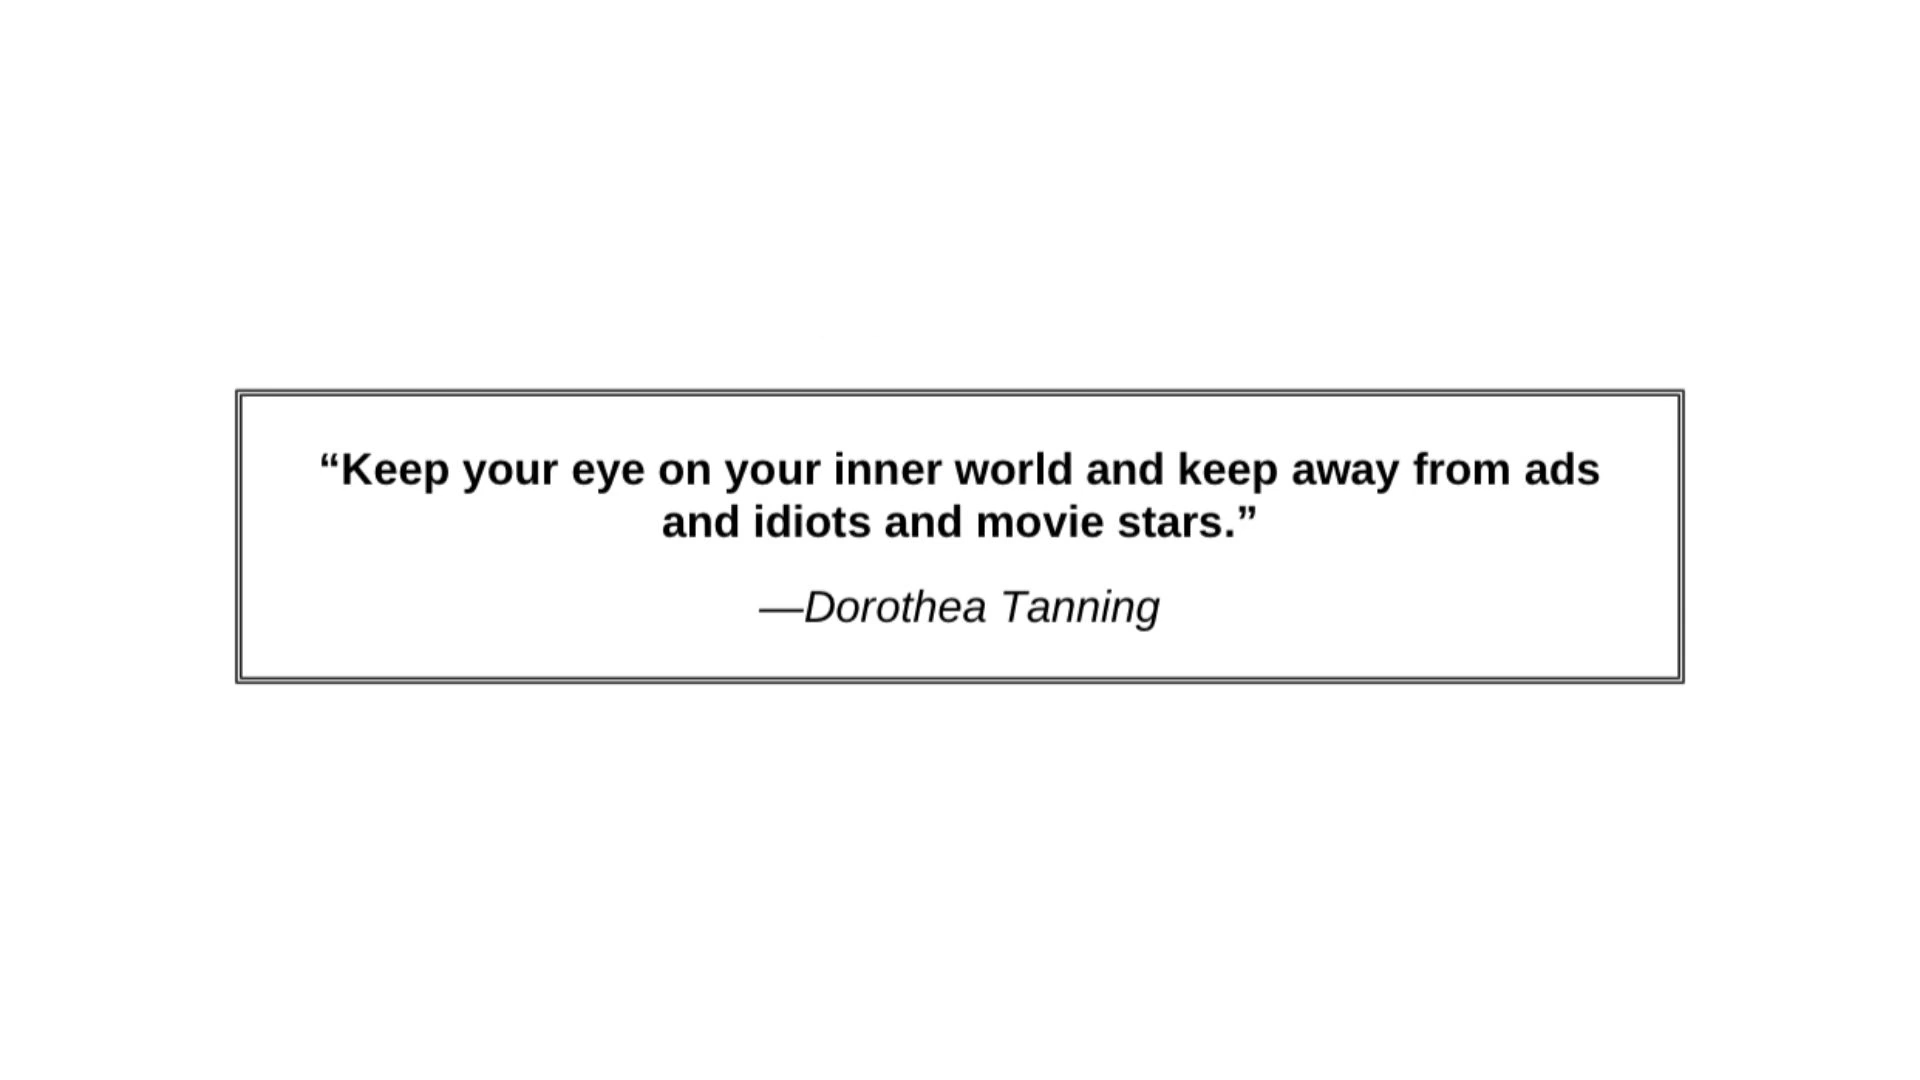 “Keep your eye on your inner world and keep away from ads
and idiots and movie stars.”
—Dorothea Tanning